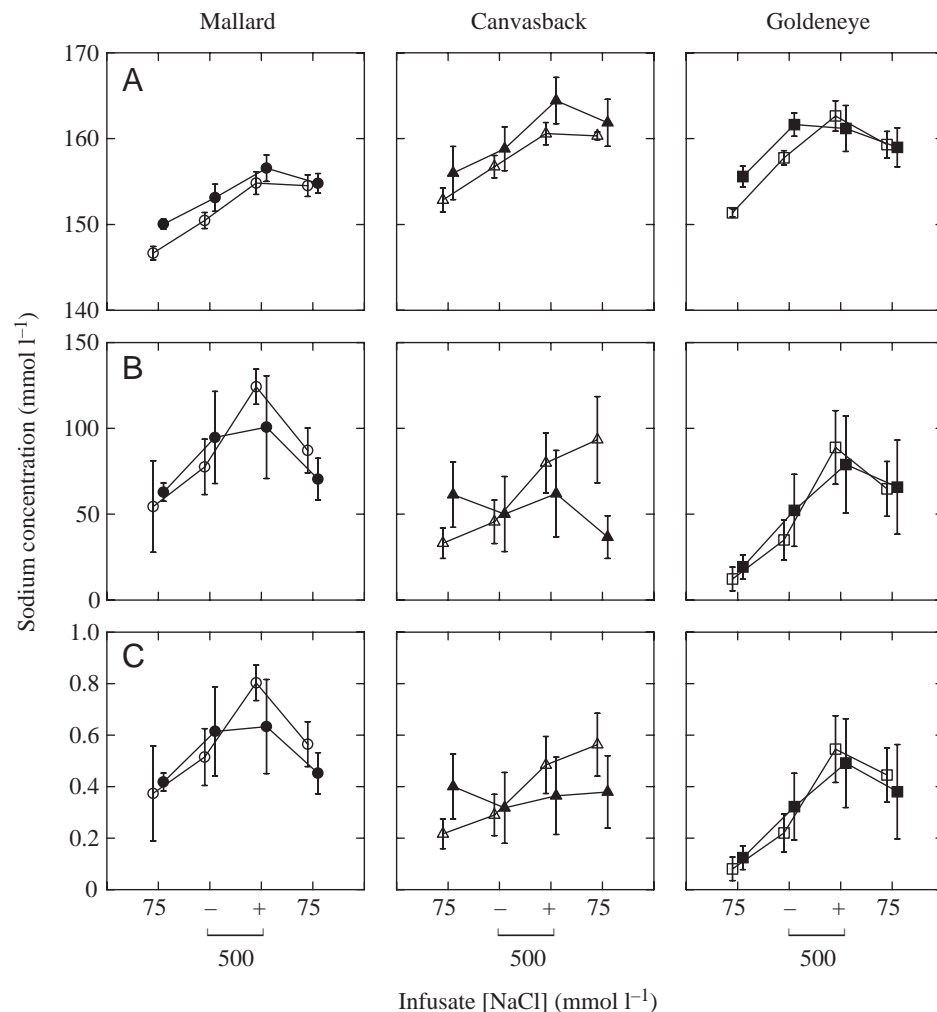 Mallard Canvasback Goldeneye
A
170
160
150
140
B
150
100
50
0
C
1.0
0.8
0.6
0.4
0.2
0
Sodium concentration (mmol l⁻¹)
75 – + 75 75 – + 75 75 – + 75
500 500 500
Infusate [NaCl] (mmol l⁻¹)